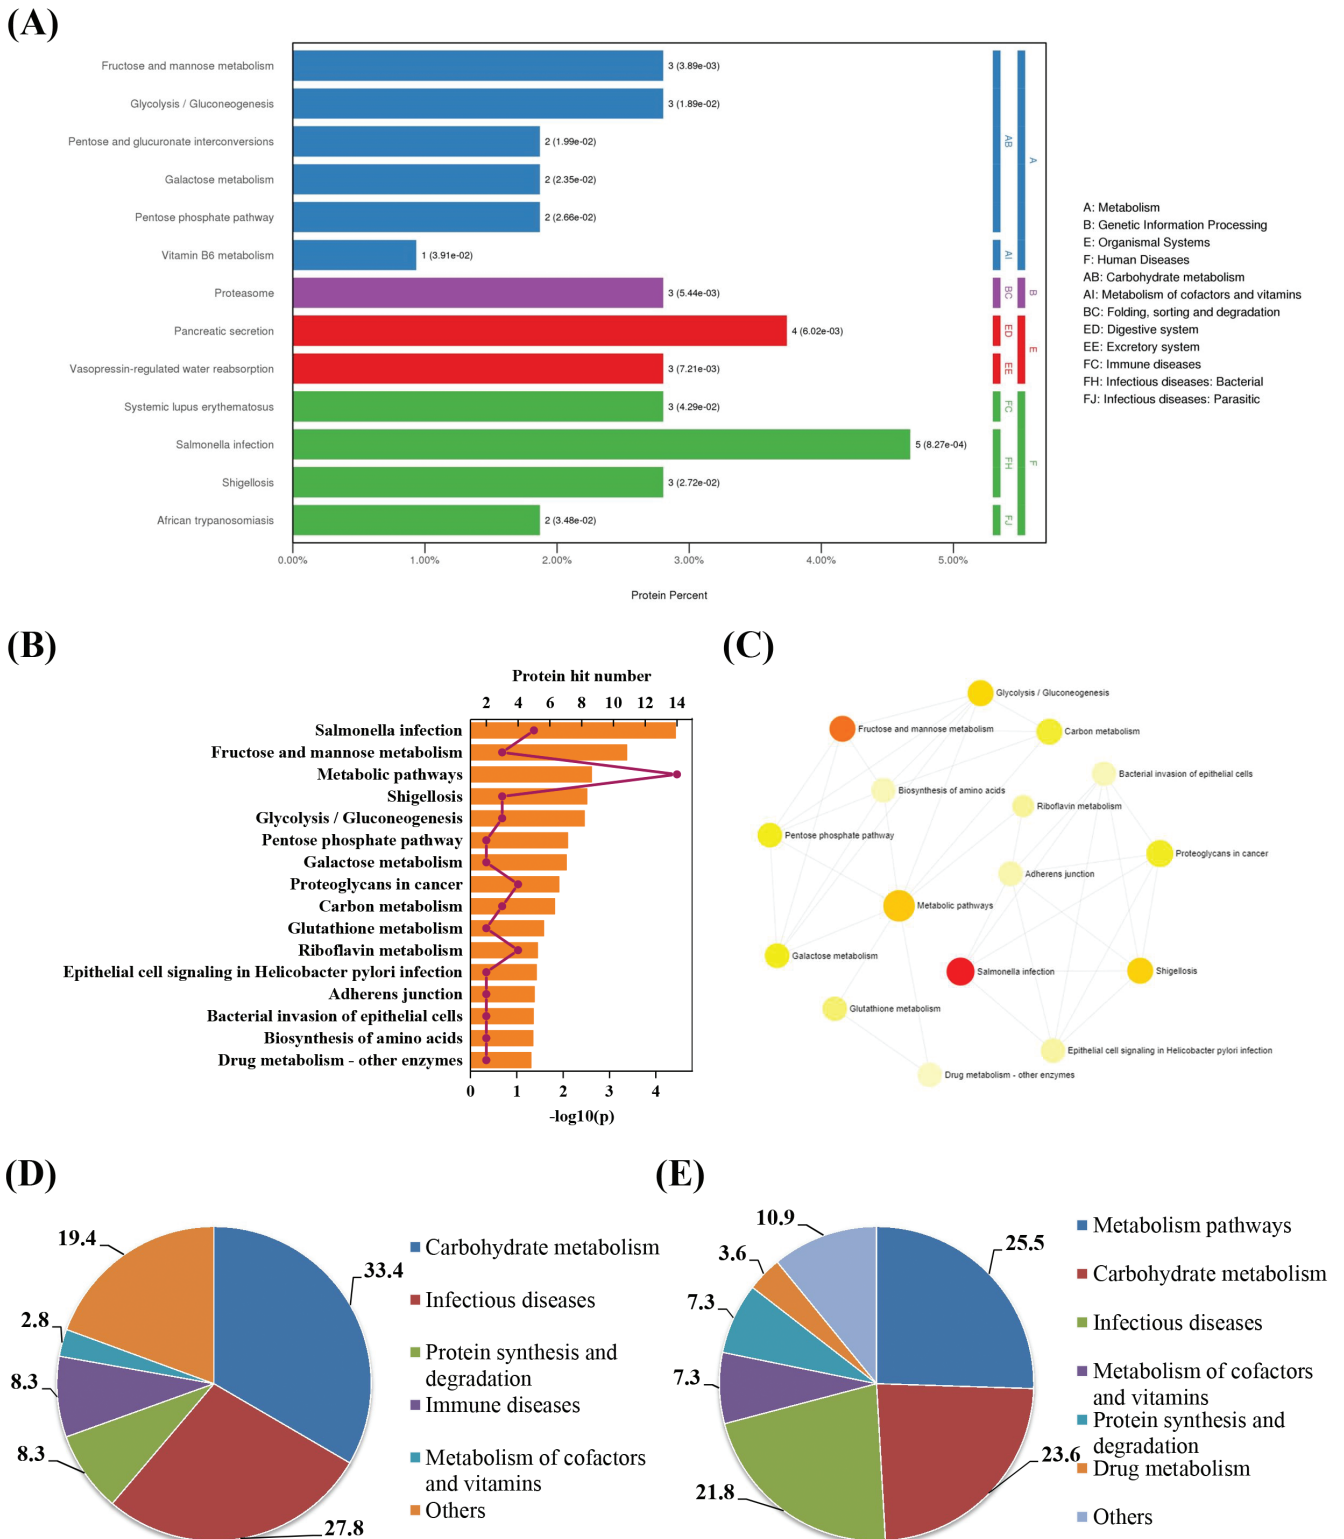 (A)
Fructose and mannose metabolism
3 (3.89e-03)
Glycolysis / Gluconeogenesis
3 (1.89e-02)
Pentose and glucuronate interconversions
2 (1.99e-02)
Galactose metabolism
2 (2.35e-02)
Pentose phosphate pathway
2 (2.66e-02)
Vitamin B6 metabolism
1 (3.91e-02)
Proteasome
3 (5.44e-03)
Pancreatic secretion
4 (6.02e-03)
Vasopressin-regulated water reabsorption
3 (7.21e-03)
Systemic lupus erythematosus
3 (4.29e-02)
Salmonella infection
5 (8.27e-04)
Shigellosis
3 (2.72e-02)
African trypanosomiasis
2 (3.48e-02)
AB
AI
BC
ED
EE
FC
FH
FJ
A
B
E
F
0.00%
1.00%
2.00%
3.00%
4.00%
5.00%
Protein Percent
A: Metabolism
B: Genetic Information Processing
E: Organismal Systems
F: Human Diseases
AB: Carbohydrate metabolism
AI: Metabolism of cofactors and vitamins
BC: Folding, sorting and degradation
ED: Digestive system
EE: Excretory system
FC: Immune diseases
FH: Infectious diseases: Bacterial
FJ: Infectious diseases: Parasitic
(B)
Protein hit number
2 4 6 8 10 12 14
Salmonella infection
Fructose and mannose metabolism
Metabolic pathways
Shigellosis
Glycolysis / Gluconeogenesis
Pentose phosphate pathway
Galactose metabolism
Proteoglycans in cancer
Carbon metabolism
Glutathione metabolism
Riboflavin metabolism
Epithelial cell signaling in Helicobacter pylori infection
Adherens junction
Bacterial invasion of epithelial cells
Biosynthesis of amino acids
Drug metabolism - other enzymes
0 1 2 3 4
-log10(p)
(C)
Glycolysis / Gluconeogenesis
Fructose and mannose metabolism
Carbon metabolism
Bacterial invasion of epithelial cells
Biosynthesis of amino acids
Riboflavin metabolism
Pentose phosphate pathway
Proteoglycans in cancer
Adherens junction
Metabolic pathways
Galactose metabolism
Salmonella infection
Shigellosis
Glutathione metabolism
Epithelial cell signaling in Helicobacter pylori infection
Drug metabolism - other enzymes
(D)
19.4
33.4
2.8
8.3
8.3
27.8
Carbohydrate metabolism
Infectious diseases
Protein synthesis and
degradation
Immune diseases
Metabolism of cofactors
and vitamins
Others
(E)
10.9
25.5
3.6
7.3
7.3
23.6
21.8
Metabolism pathways
Carbohydrate metabolism
Infectious diseases
Metabolism of cofactors
and vitamins
Protein synthesis and
degradation
Drug metabolism
Others